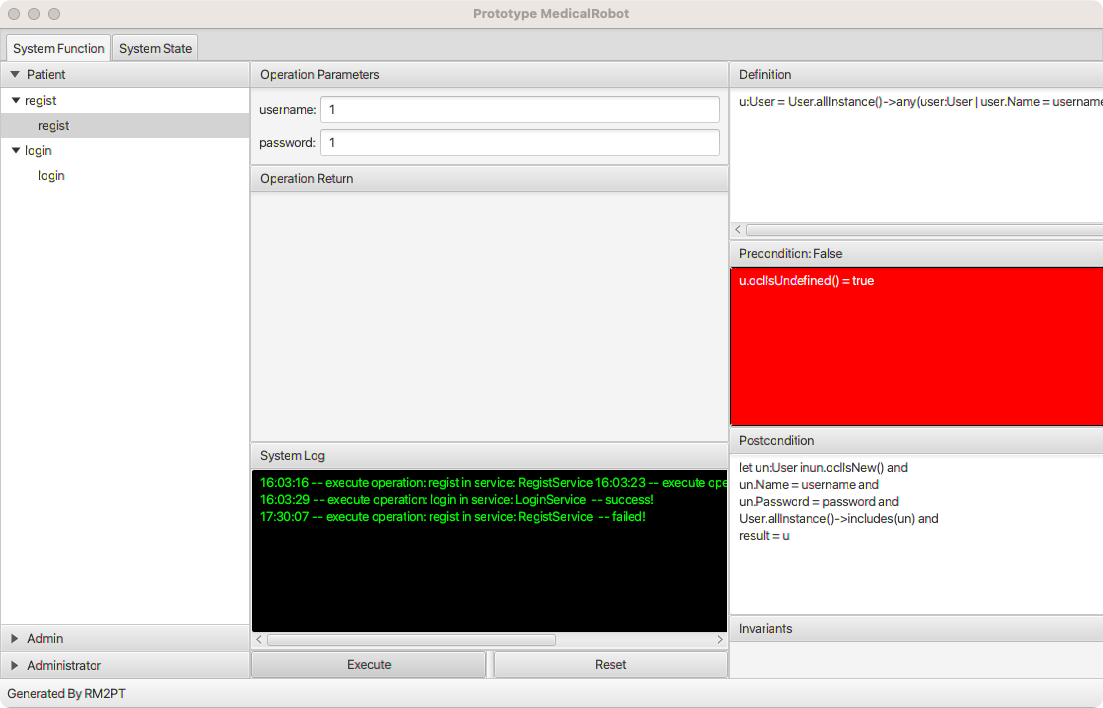 Prototype MedicalRobot
System Function
System State
Patient
regist
regist
login
login
Admin
Administrator
Operation Parameters
username: 1
password: 1
Operation Return
System Log
16:03:16 -- execute operation: regist in service: RegistService 16:03:23 -- execute ope
16:03:29 -- execute operation: login in service: LoginService -- success!
17:30:07 -- execute operation: regist in service: RegistService -- failed!
Execute
Reset
Definition
u:User = User.allInstance()->any(user:User | user.Name = username
Precondition: False
u.oclIsUndefined() = true
Postcondition
let un:User inun.oclIsNew() and
un.Name = username and
un.Password = password and
User.allInstance()->includes(un) and
result = u
Invariants
Generated By RM2PT